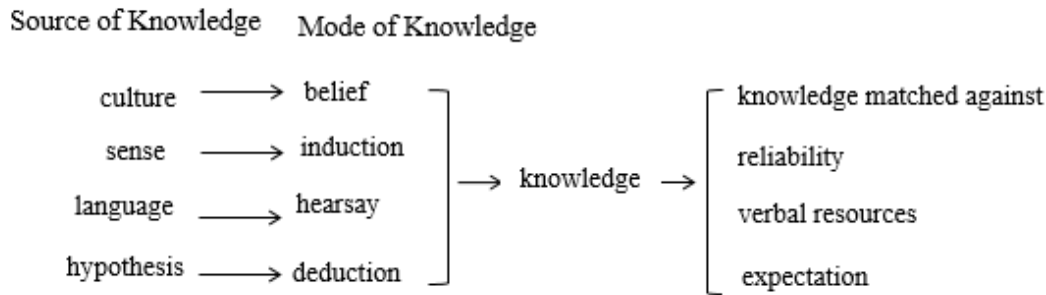 Source of Knowledge Mode of Knowledge
culture belief knowledge matched against
sense induction reliability
knowledge
language hearsay verbal resources
hypothesis deduction expectation